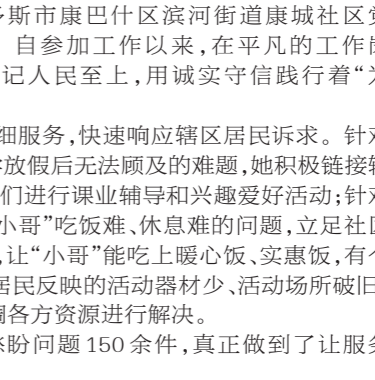 多斯市康巴什区滨河街道康城社区党
自参加工作以来,在平凡的工作岗
记人民至上,用诚实守信践行着“为
细服务,快速响应辖区居民诉求。针对
放假后无法顾及的难题,她积极链接辖
们进行课业辅导和兴趣爱好活动;针对
小哥”吃饭难、休息难的问题,立足社区
,让“小哥”能吃上暖心饭、实惠饭,有个
居民反映的活动器材少、活动场所破旧
调各方资源进行解决。
盼问题150余件,真正做到了让服务